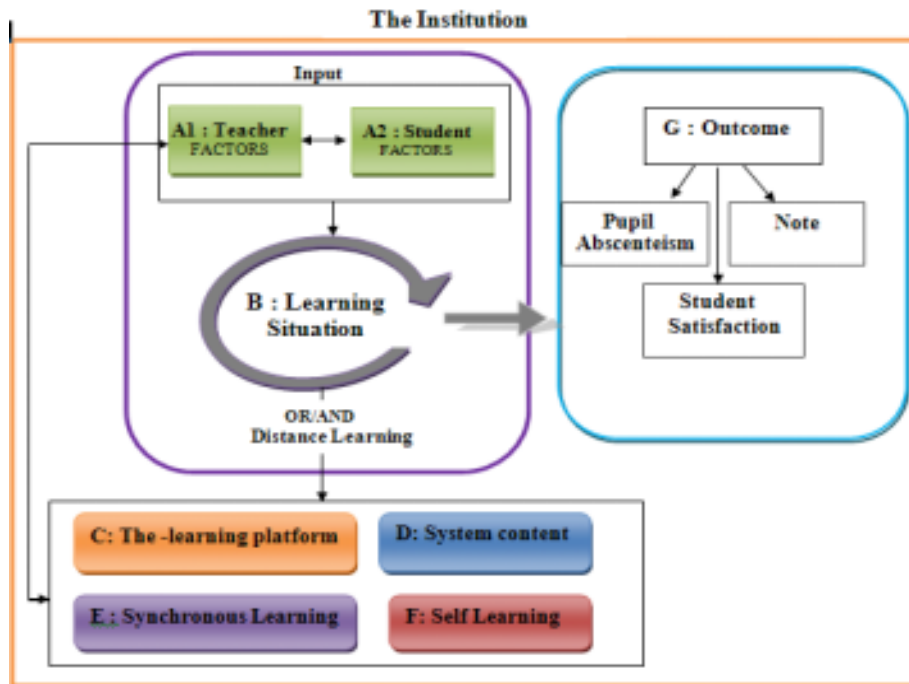 The Institution
Input
A1 : Teacher
FACTORS
A2 : Student
FACTORS
B : Learning
Situation
OR/AND
Distance Learning
G : Outcome
Pupil
Abscenteism
Note
Student
Satisfaction
C: The -learning platform
D: System content
E : Synchronous Learning
F: Self Learning